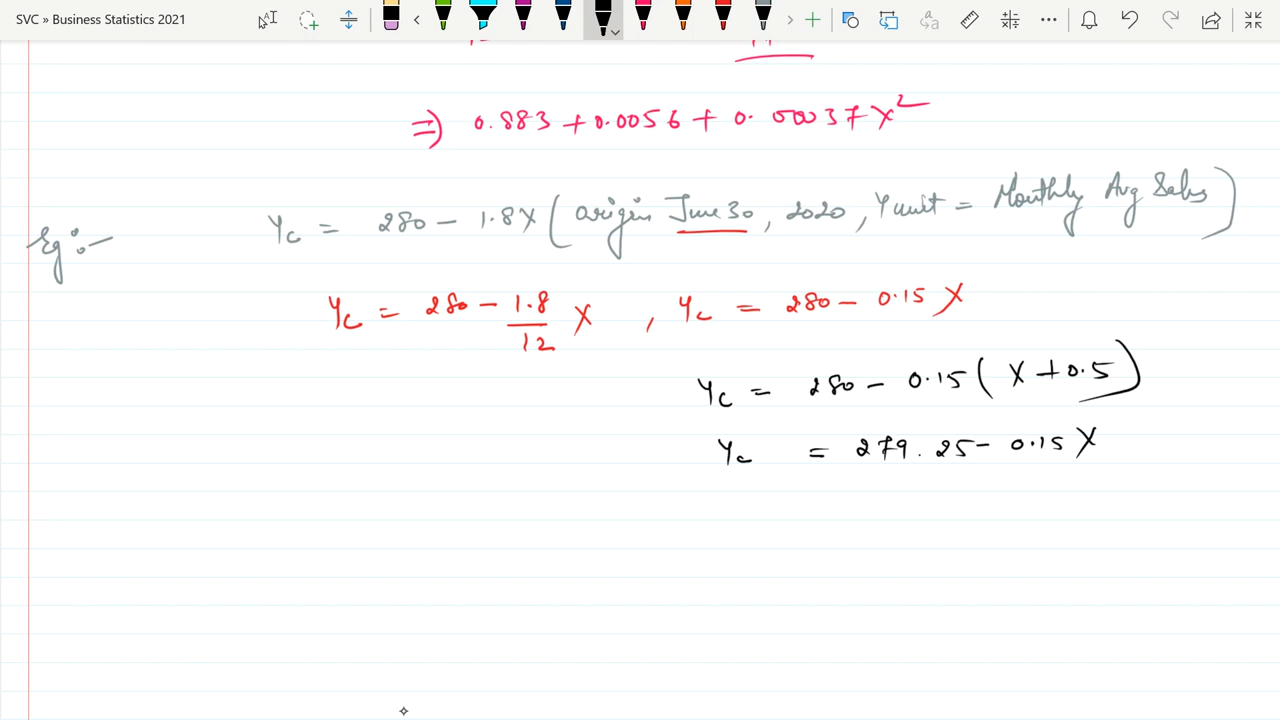 SVC » Business Statistics 2021
⇒ 0.883 + 0.0056 + 0.00037X²
Eg:- Yc = 280 - 1.8X (origin June 30, 2020, Y unit = Monthly Avg Sales)
Yc = 280 - 1.8/12 X , Yc = 280 - 0.15X
Yc = 280 - 0.15(X+0.5)
Yc = 279.25 - 0.15X